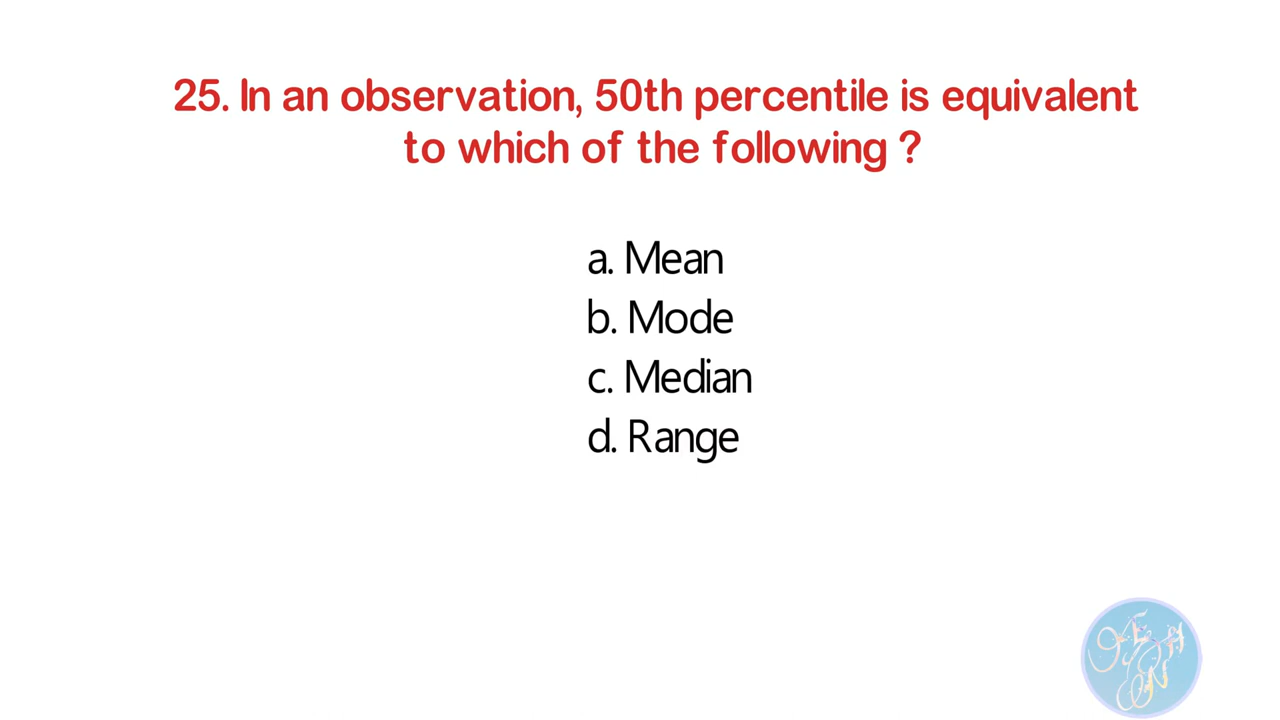 25. In an observation, 50th percentile is equivalent
to which of the following ?
a. Mean
b. Mode
c. Median
d. Range